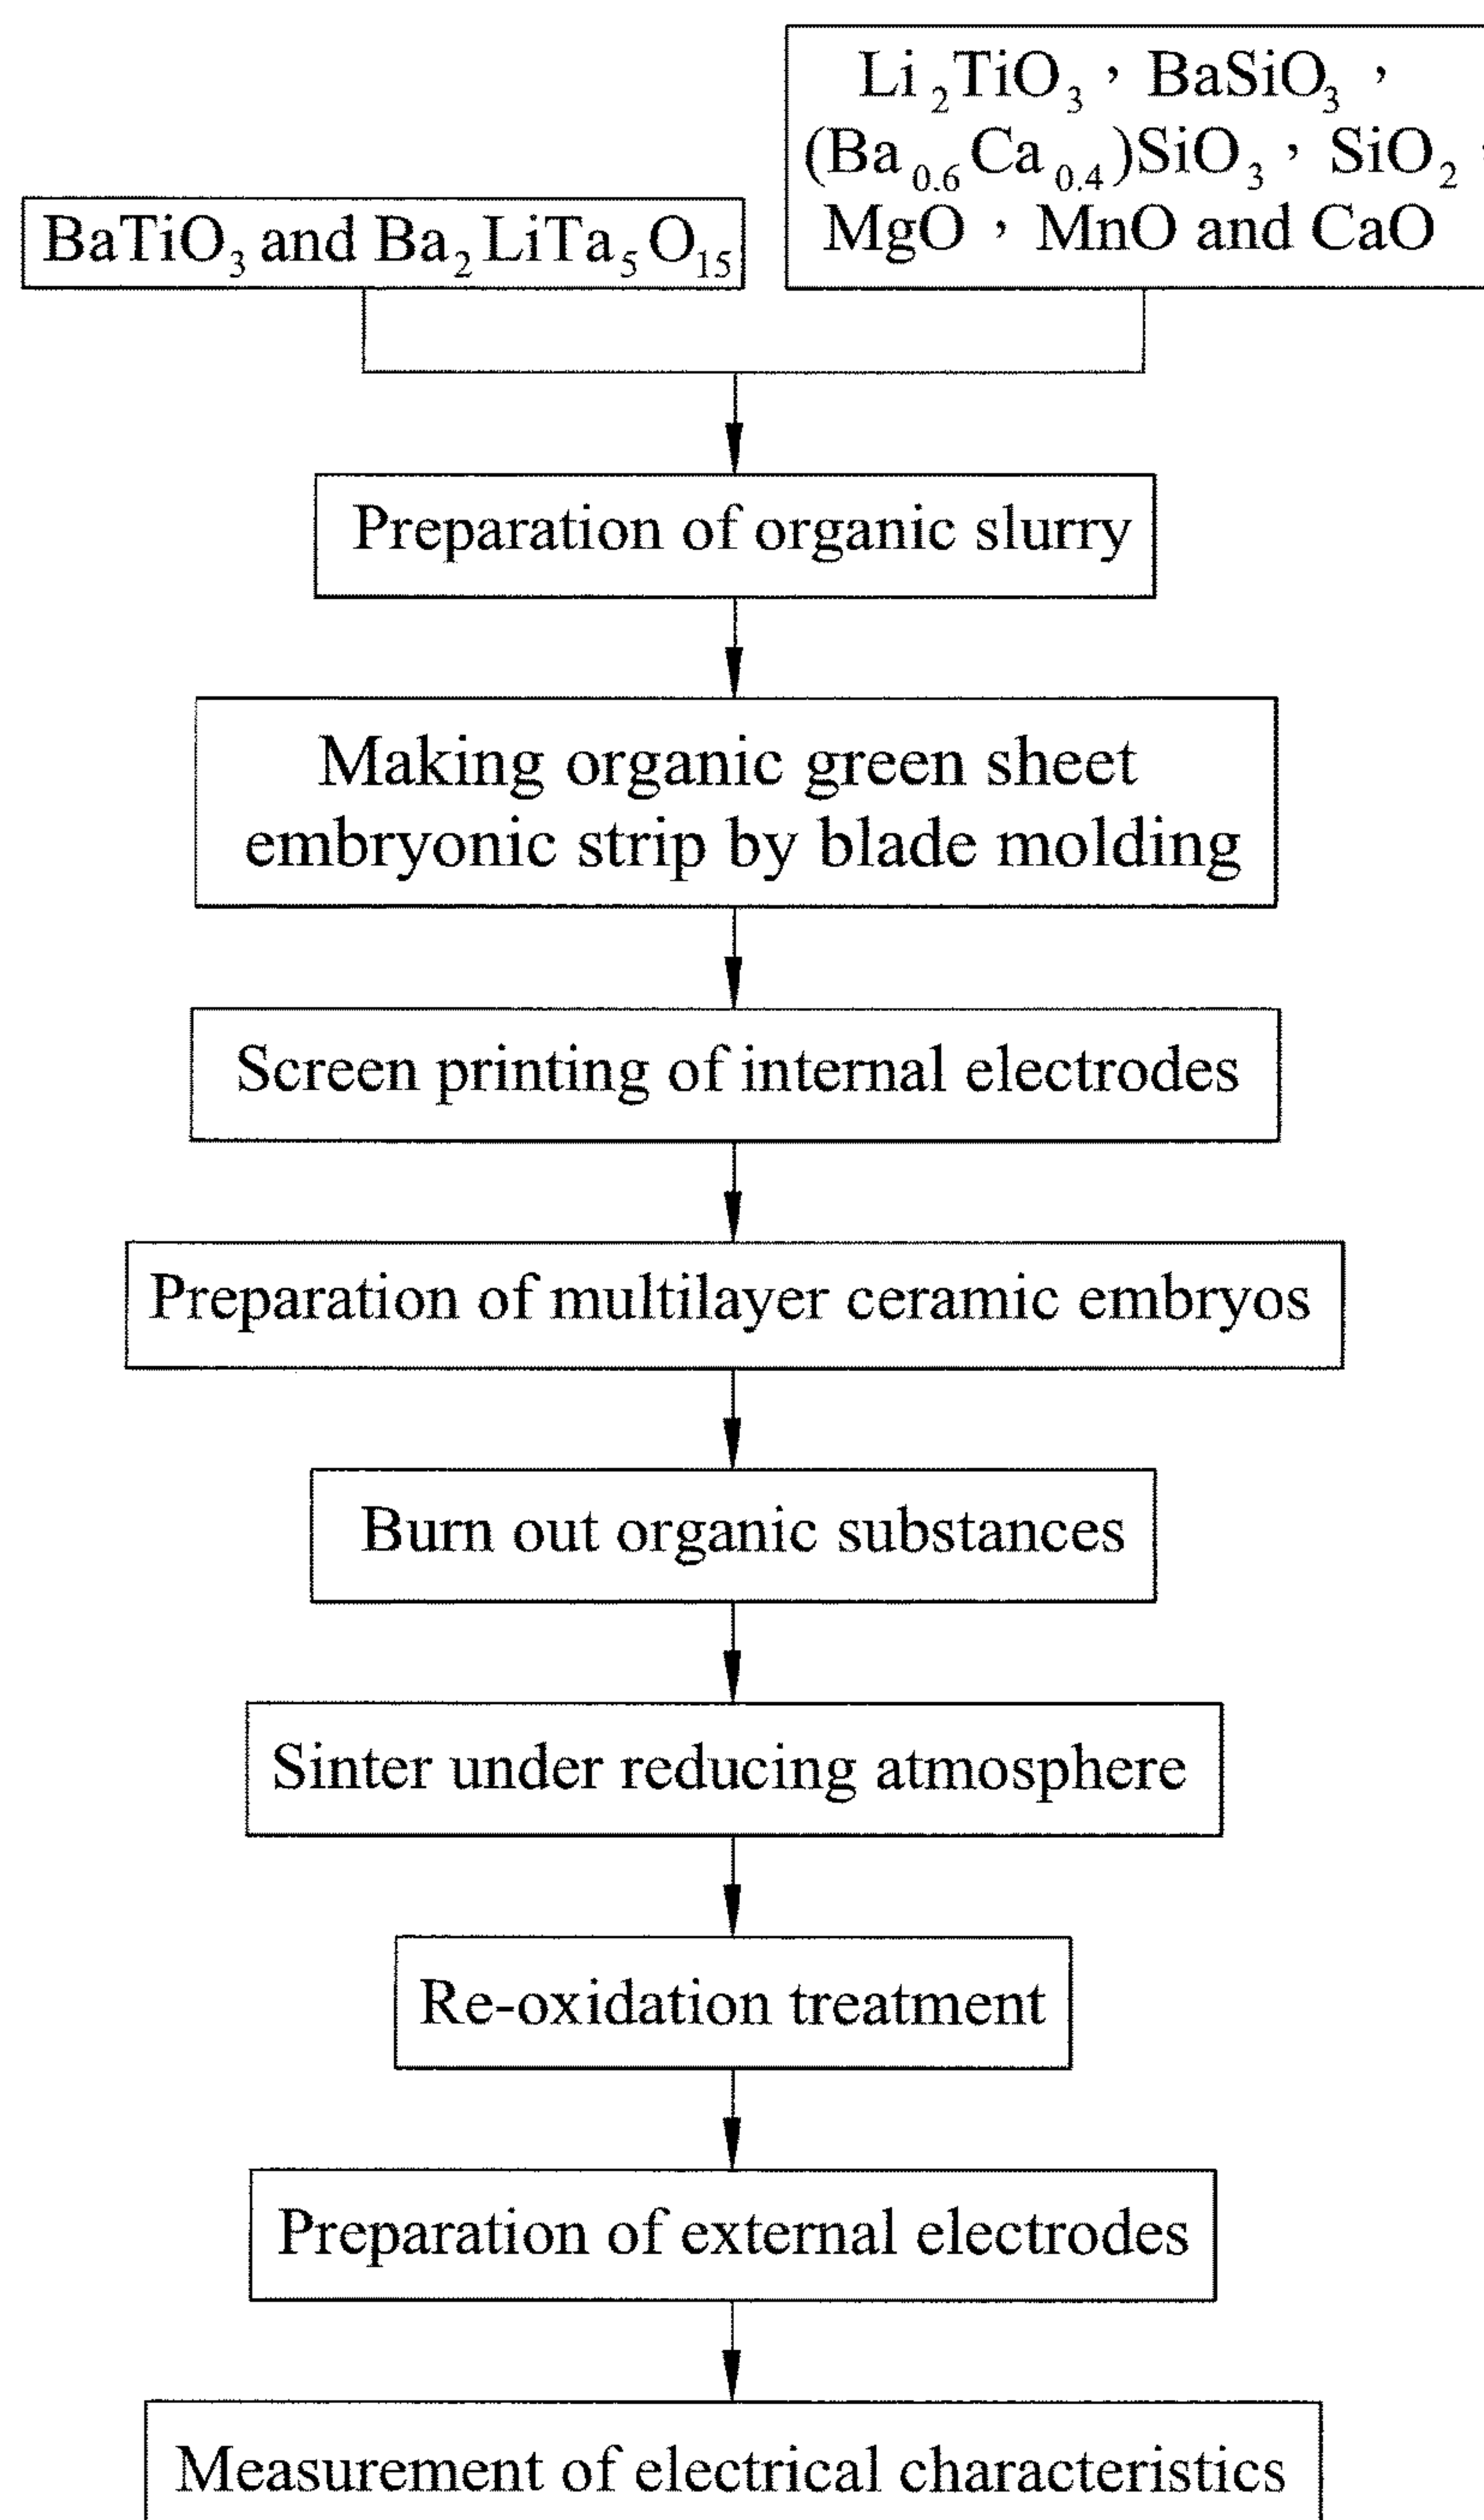 BaTiO₃ and Ba₂LiTa₅O₁₅
Li₂TiO₃，BaSiO₃，
(Ba₀.₆Ca₀.₄)SiO₃，SiO₂，
MgO，MnO and CaO
Preparation of organic slurry
Making organic green sheet
embryonic strip by blade molding
Screen printing of internal electrodes
Preparation of multilayer ceramic embryos
Burn out organic substances
Sinter under reducing atmosphere
Re-oxidation treatment
Preparation of external electrodes
Measurement of electrical characteristics